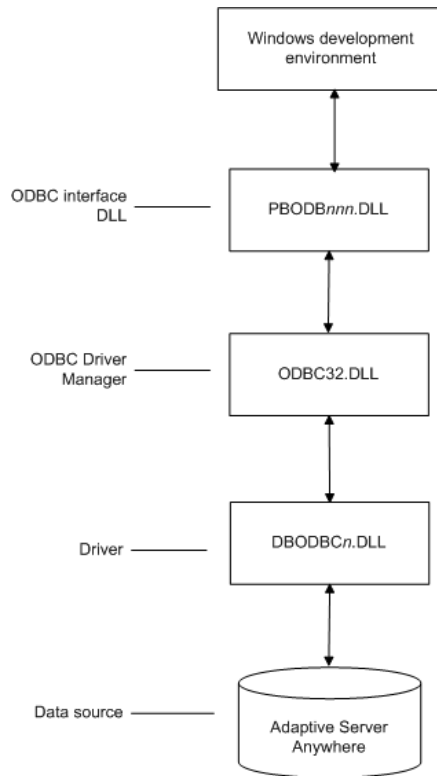 Windows development
environment
ODBC interface
DLL
PBODBnnn.DLL
ODBC Driver
Manager
ODBC32.DLL
Driver
DBODBCn.DLL
Data source
Adaptive Server
Anywhere